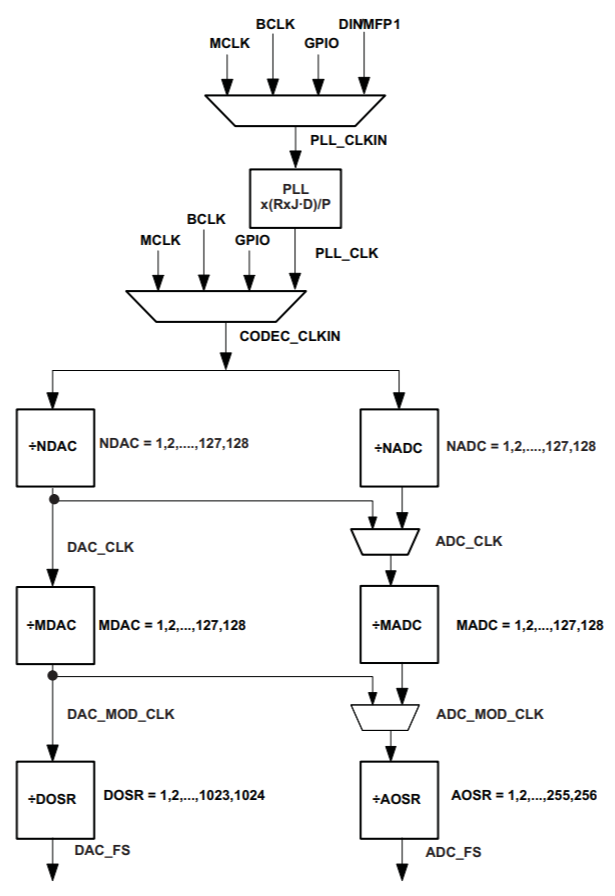 BCLK
DIN/MFP1
MCLK
GPIO
PLL_CLKIN
PLL
x(RxJ·D)/P
BCLK
MCLK
GPIO
PLL_CLK
CODEC_CLKIN
÷NDAC
NDAC = 1,2,....,127,128
÷NADC
NADC = 1,2,....,127,128
DAC_CLK
ADC_CLK
÷MDAC
MDAC = 1,2,...,127,128
÷MADC
MADC = 1,2,...,127,128
DAC_MOD_CLK
ADC_MOD_CLK
÷DOSR
DOSR = 1,2,...,1023,1024
÷AOSR
AOSR = 1,2,...,255,256
DAC_FS
ADC_FS